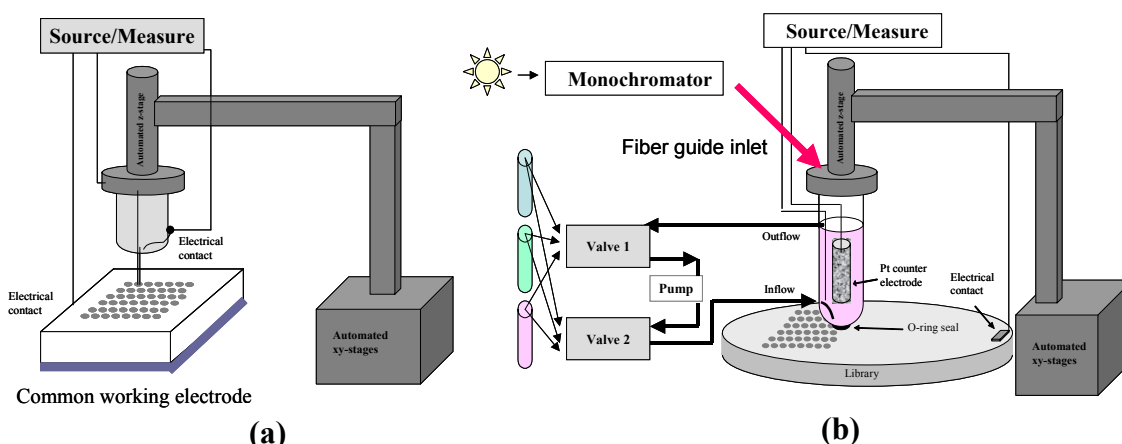 Source/Measure
Automated z-stage
Electrical
contact
Electrical
contact
Automated
xy-stages
Common working electrode
(a)
Source/Measure
Monochromator
Automated z-stage
Fiber guide inlet
Valve 1
Outflow
Pump
Pt counter
electrode
Electrical
contact
Inflow
Valve 2
O-ring seal
Library
Automated
xy-stages
(b)